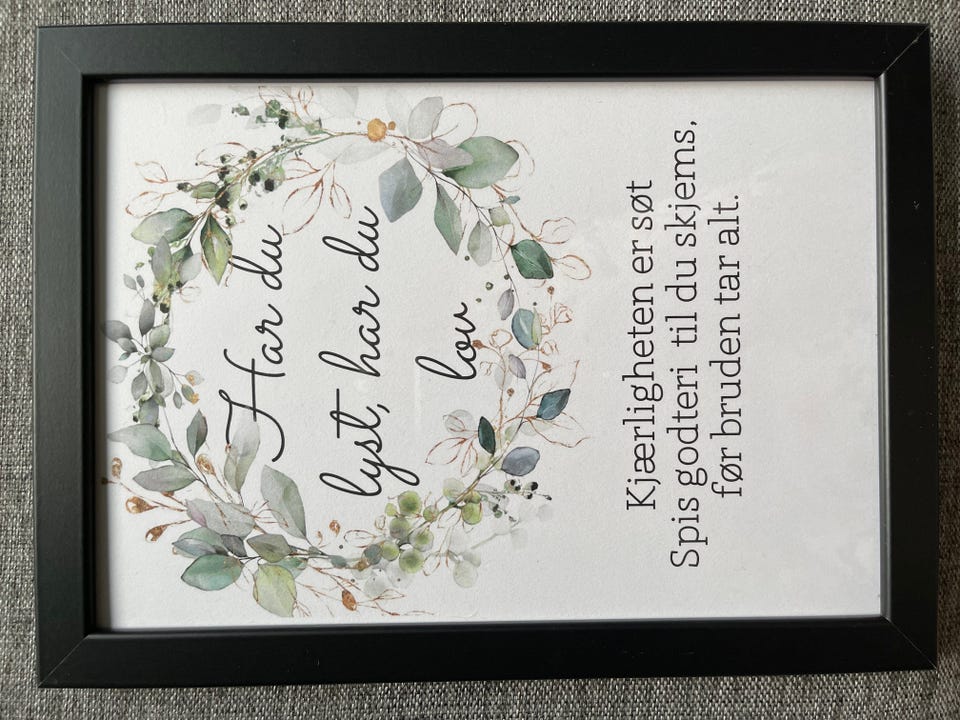 Har du
lyst, har du
lov
Kjærligheten er søt
Spis godteri til du skjems,
før bruden tar alt.